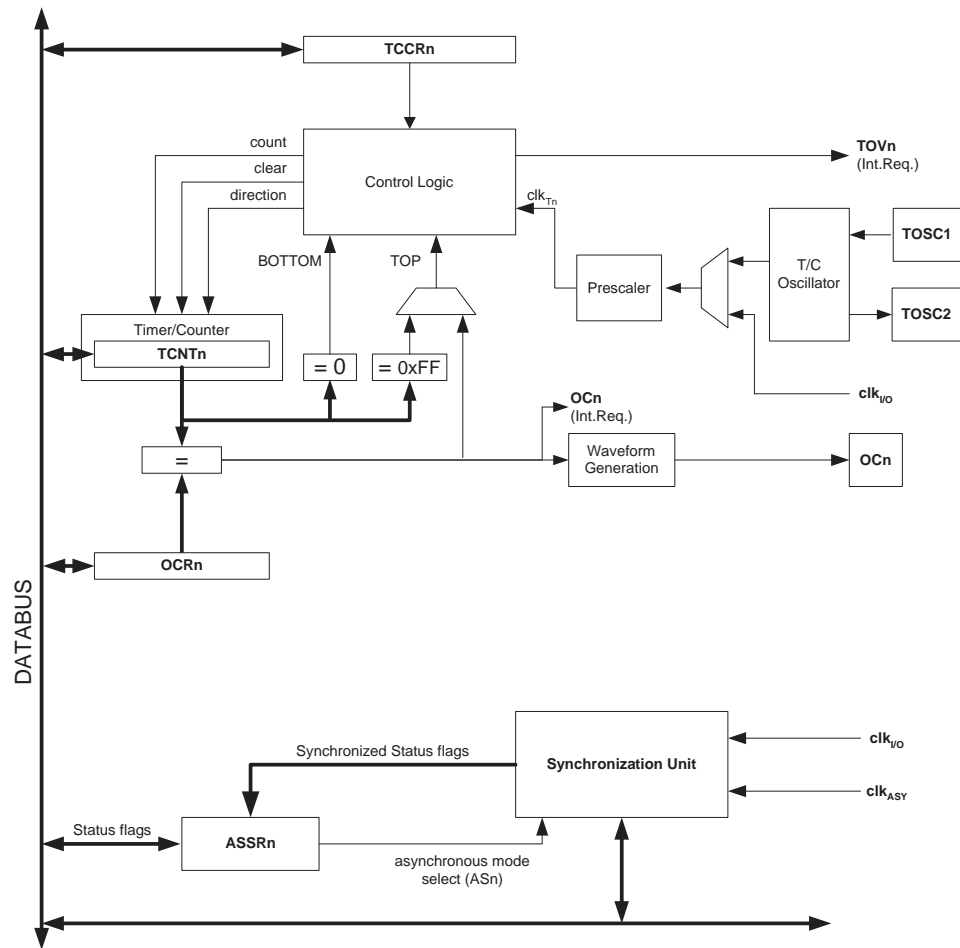 TCCRn
count
clear
direction
Control Logic
TOVn
(Int.Req.)
clkTn
BOTTOM
TOP
Prescaler
T/C
Oscillator
TOSC1
TOSC2
Timer/Counter
TCNTn
= 0
= 0xFF
clkI/O
OCn
(Int.Req.)
=
Waveform
Generation
OCn
OCRn
DATABUS
Synchronized Status flags
Synchronization Unit
clkI/O
clkASY
Status flags
ASSRn
asynchronous mode
select (ASn)